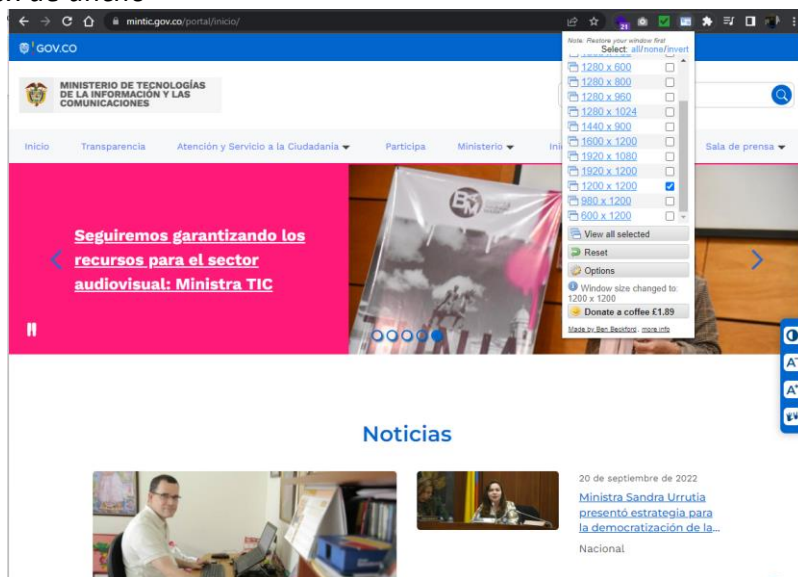 mintic.gov.co/portal/inicio/
21
GOV.CO
MINISTERIO DE TECNOLOGÍAS
DE LA INFORMACIÓN Y LAS
COMUNICACIONES
Inicio Transparencia Atención y Servicio a la Ciudadanía Participa Ministerio Ini Sala de prensa
Note: Restore your window first
Select: all/none/invert
1280 x 600
1280 x 800
1280 x 960
1280 x 1024
1440 x 900
1600 x 1200
1920 x 1080
1920 x 1200
1200 x 1200
980 x 1200
600 x 1200
View all selected
Reset
Options
Window size changed to:
1200 x 1200
Donate a coffee £1.89
Made by Ben Beckford, more info
Seguiremos garantizando los
recursos para el sector
audiovisual: Ministra TIC
A-
A+
Noticias
20 de septiembre de 2022
Ministra Sandra Urrutia
presentó estrategia para
la democratización de la...
Nacional